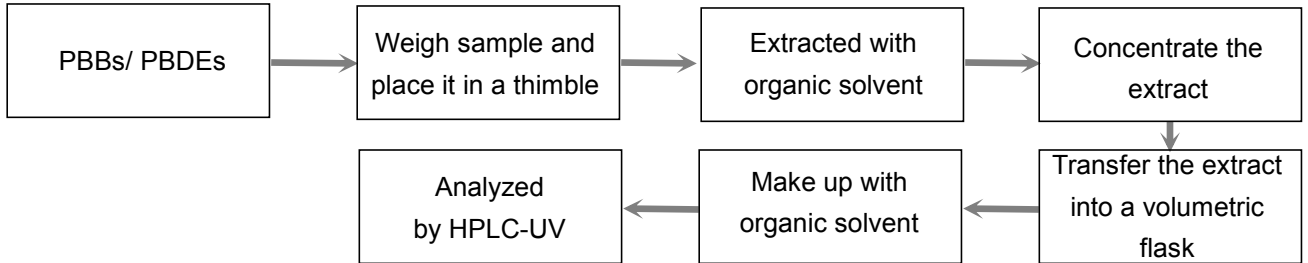 PBBs/ PBDEs
Weigh sample and
place it in a thimble
Extracted with
organic solvent
Concentrate the
extract
Transfer the extract
into a volumetric
flask
Make up with
organic solvent
Analyzed
by HPLC-UV